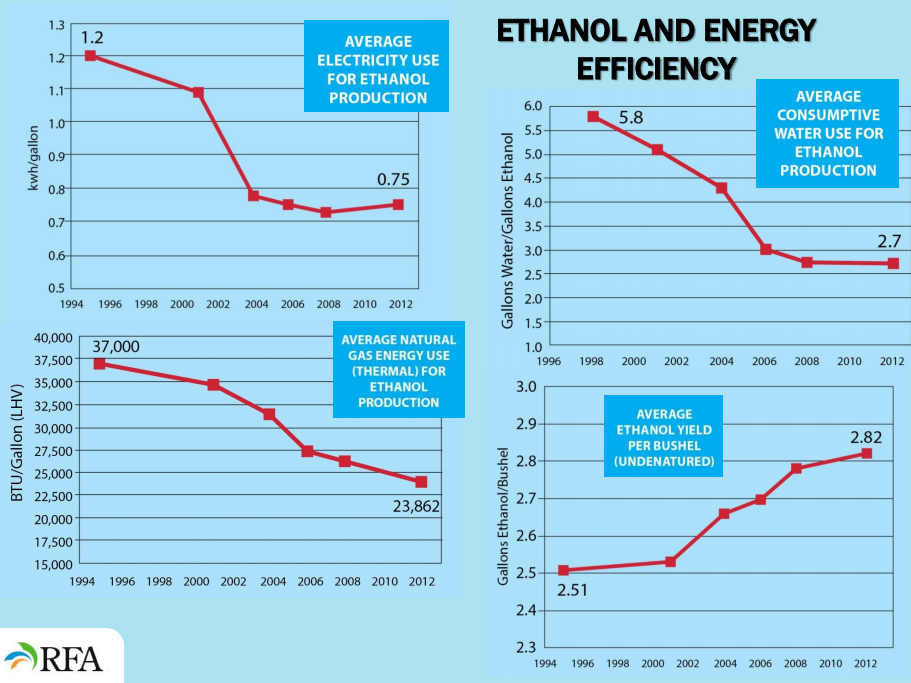 ETHANOL AND ENERGY
EFFICIENCY
AVERAGE
ELECTRICITY USE
FOR ETHANOL
PRODUCTION
kwh/gallon
1.3
1.2
1.1
1.0
0.9
0.8
0.7
0.6
0.5
1.2
0.75
1994 1996 1998 2000 2002 2004 2006 2008 2010 2012
AVERAGE
CONSUMPTIVE
WATER USE FOR
ETHANOL
PRODUCTION
Gallons Water/Gallons Ethanol
6.0
5.5
5.0
4.5
4.0
3.5
3.0
2.5
2.0
1.5
1.0
5.8
2.7
1996 1998 2000 2002 2004 2006 2008 2010 2012
AVERAGE NATURAL
GAS ENERGY USE
(THERMAL) FOR
ETHANOL
PRODUCTION
BTU/Gallon (LHV)
40,000
37,500
35,000
32,500
30,000
27,500
25,000
22,500
20,000
17,500
15,000
37,000
23,862
1994 1996 1998 2000 2002 2004 2006 2008 2010 2012
AVERAGE
ETHANOL YIELD
PER BUSHEL
(UNDENATURED)
Gallons Ethanol/Bushel
3.0
2.9
2.8
2.7
2.6
2.5
2.4
2.3
2.51
2.82
1994 1996 1998 2000 2002 2004 2006 2008 2010 2012
RFA